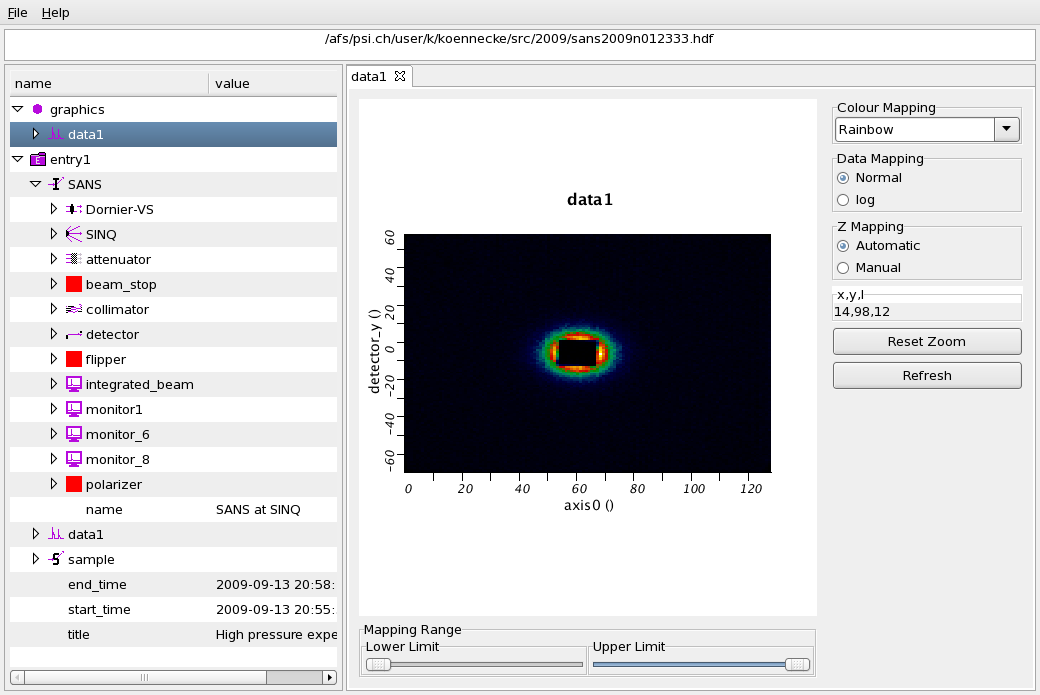 File Help
/afs/psi.ch/user/k/koennecke/src/2009/sans2009n012333.hdf
name value
graphics
data1
entry1
SANS
Dornier-VS
SINQ
attenuator
beam_stop
collimator
detector
flipper
integrated_beam
monitor1
monitor_6
monitor_8
polarizer
name SANS at SINQ
data1
sample
end_time 2009-09-13 20:58:
start_time 2009-09-13 20:55:
title High pressure expe
data1
data1
detector_y ()
60
40
20
0
-20
-40
-60
0 20 40 60 80 100 120
axis0 ()
Mapping Range
Lower Limit Upper Limit
Colour Mapping
Rainbow
Data Mapping
Normal
log
Z Mapping
Automatic
Manual
x,y,I
14,98,12
Reset Zoom
Refresh